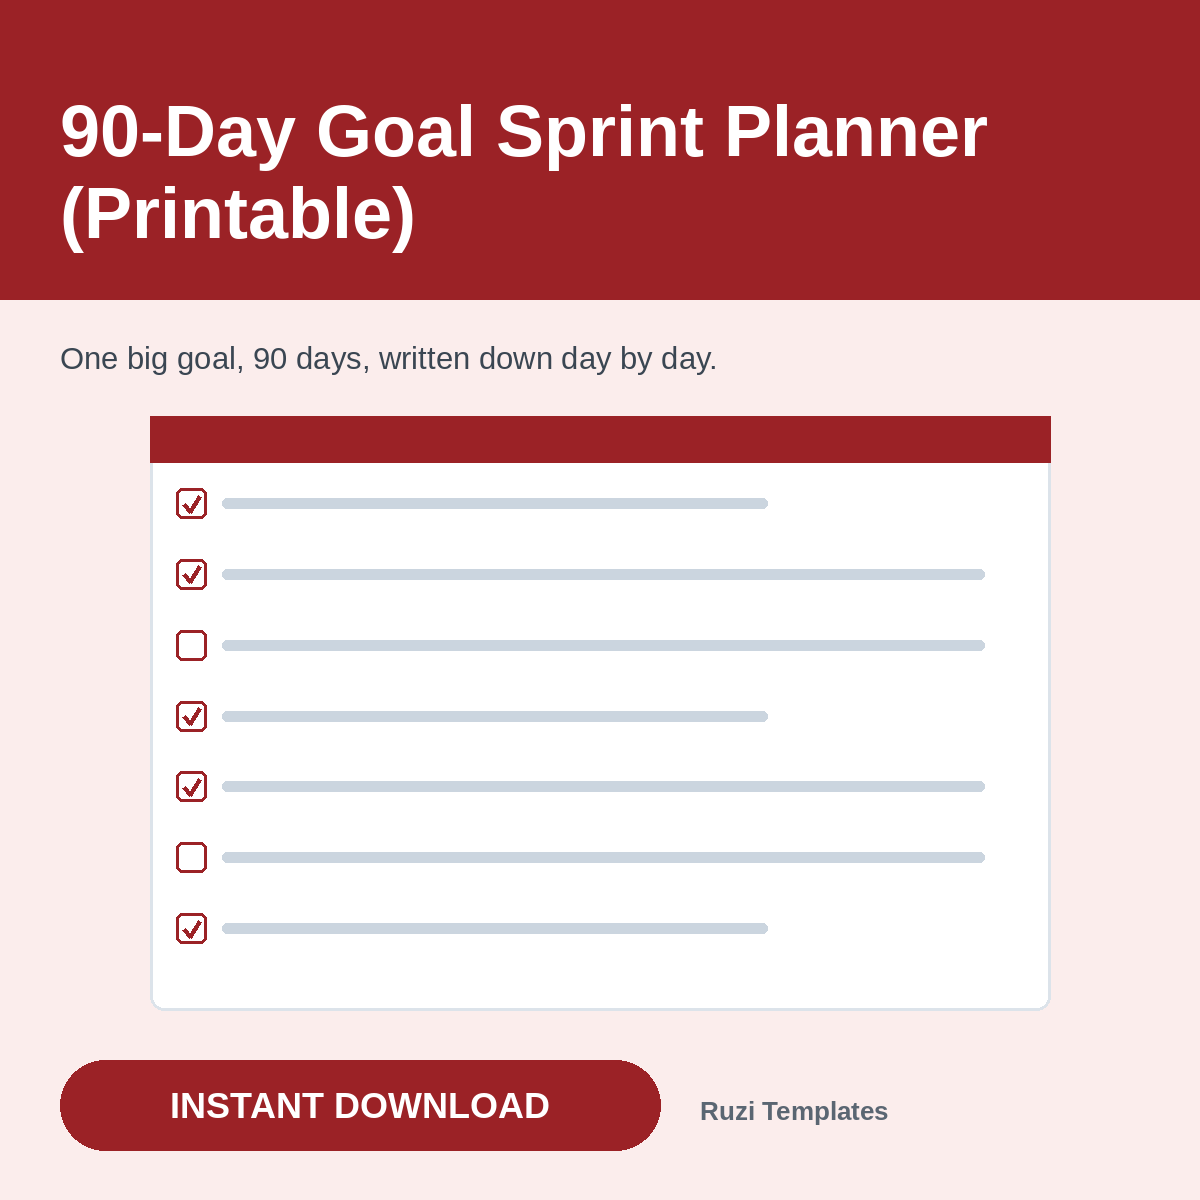 90-Day Goal Sprint Planner
(Printable)
One big goal, 90 days, written down day by day.
INSTANT DOWNLOAD
Ruzi Templates